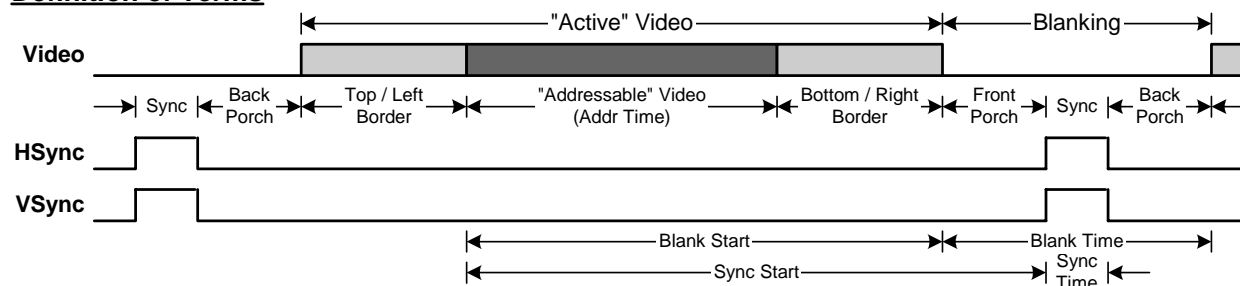 Definition of Terms
"Active" Video
Blanking
Video
Sync
Back Porch
Top / Left Border
"Addressable" Video (Addr Time)
Bottom / Right Border
Front Porch
Sync
Back Porch
HSync
VSync
Blank Start
Blank Time
Sync Start
Sync Time